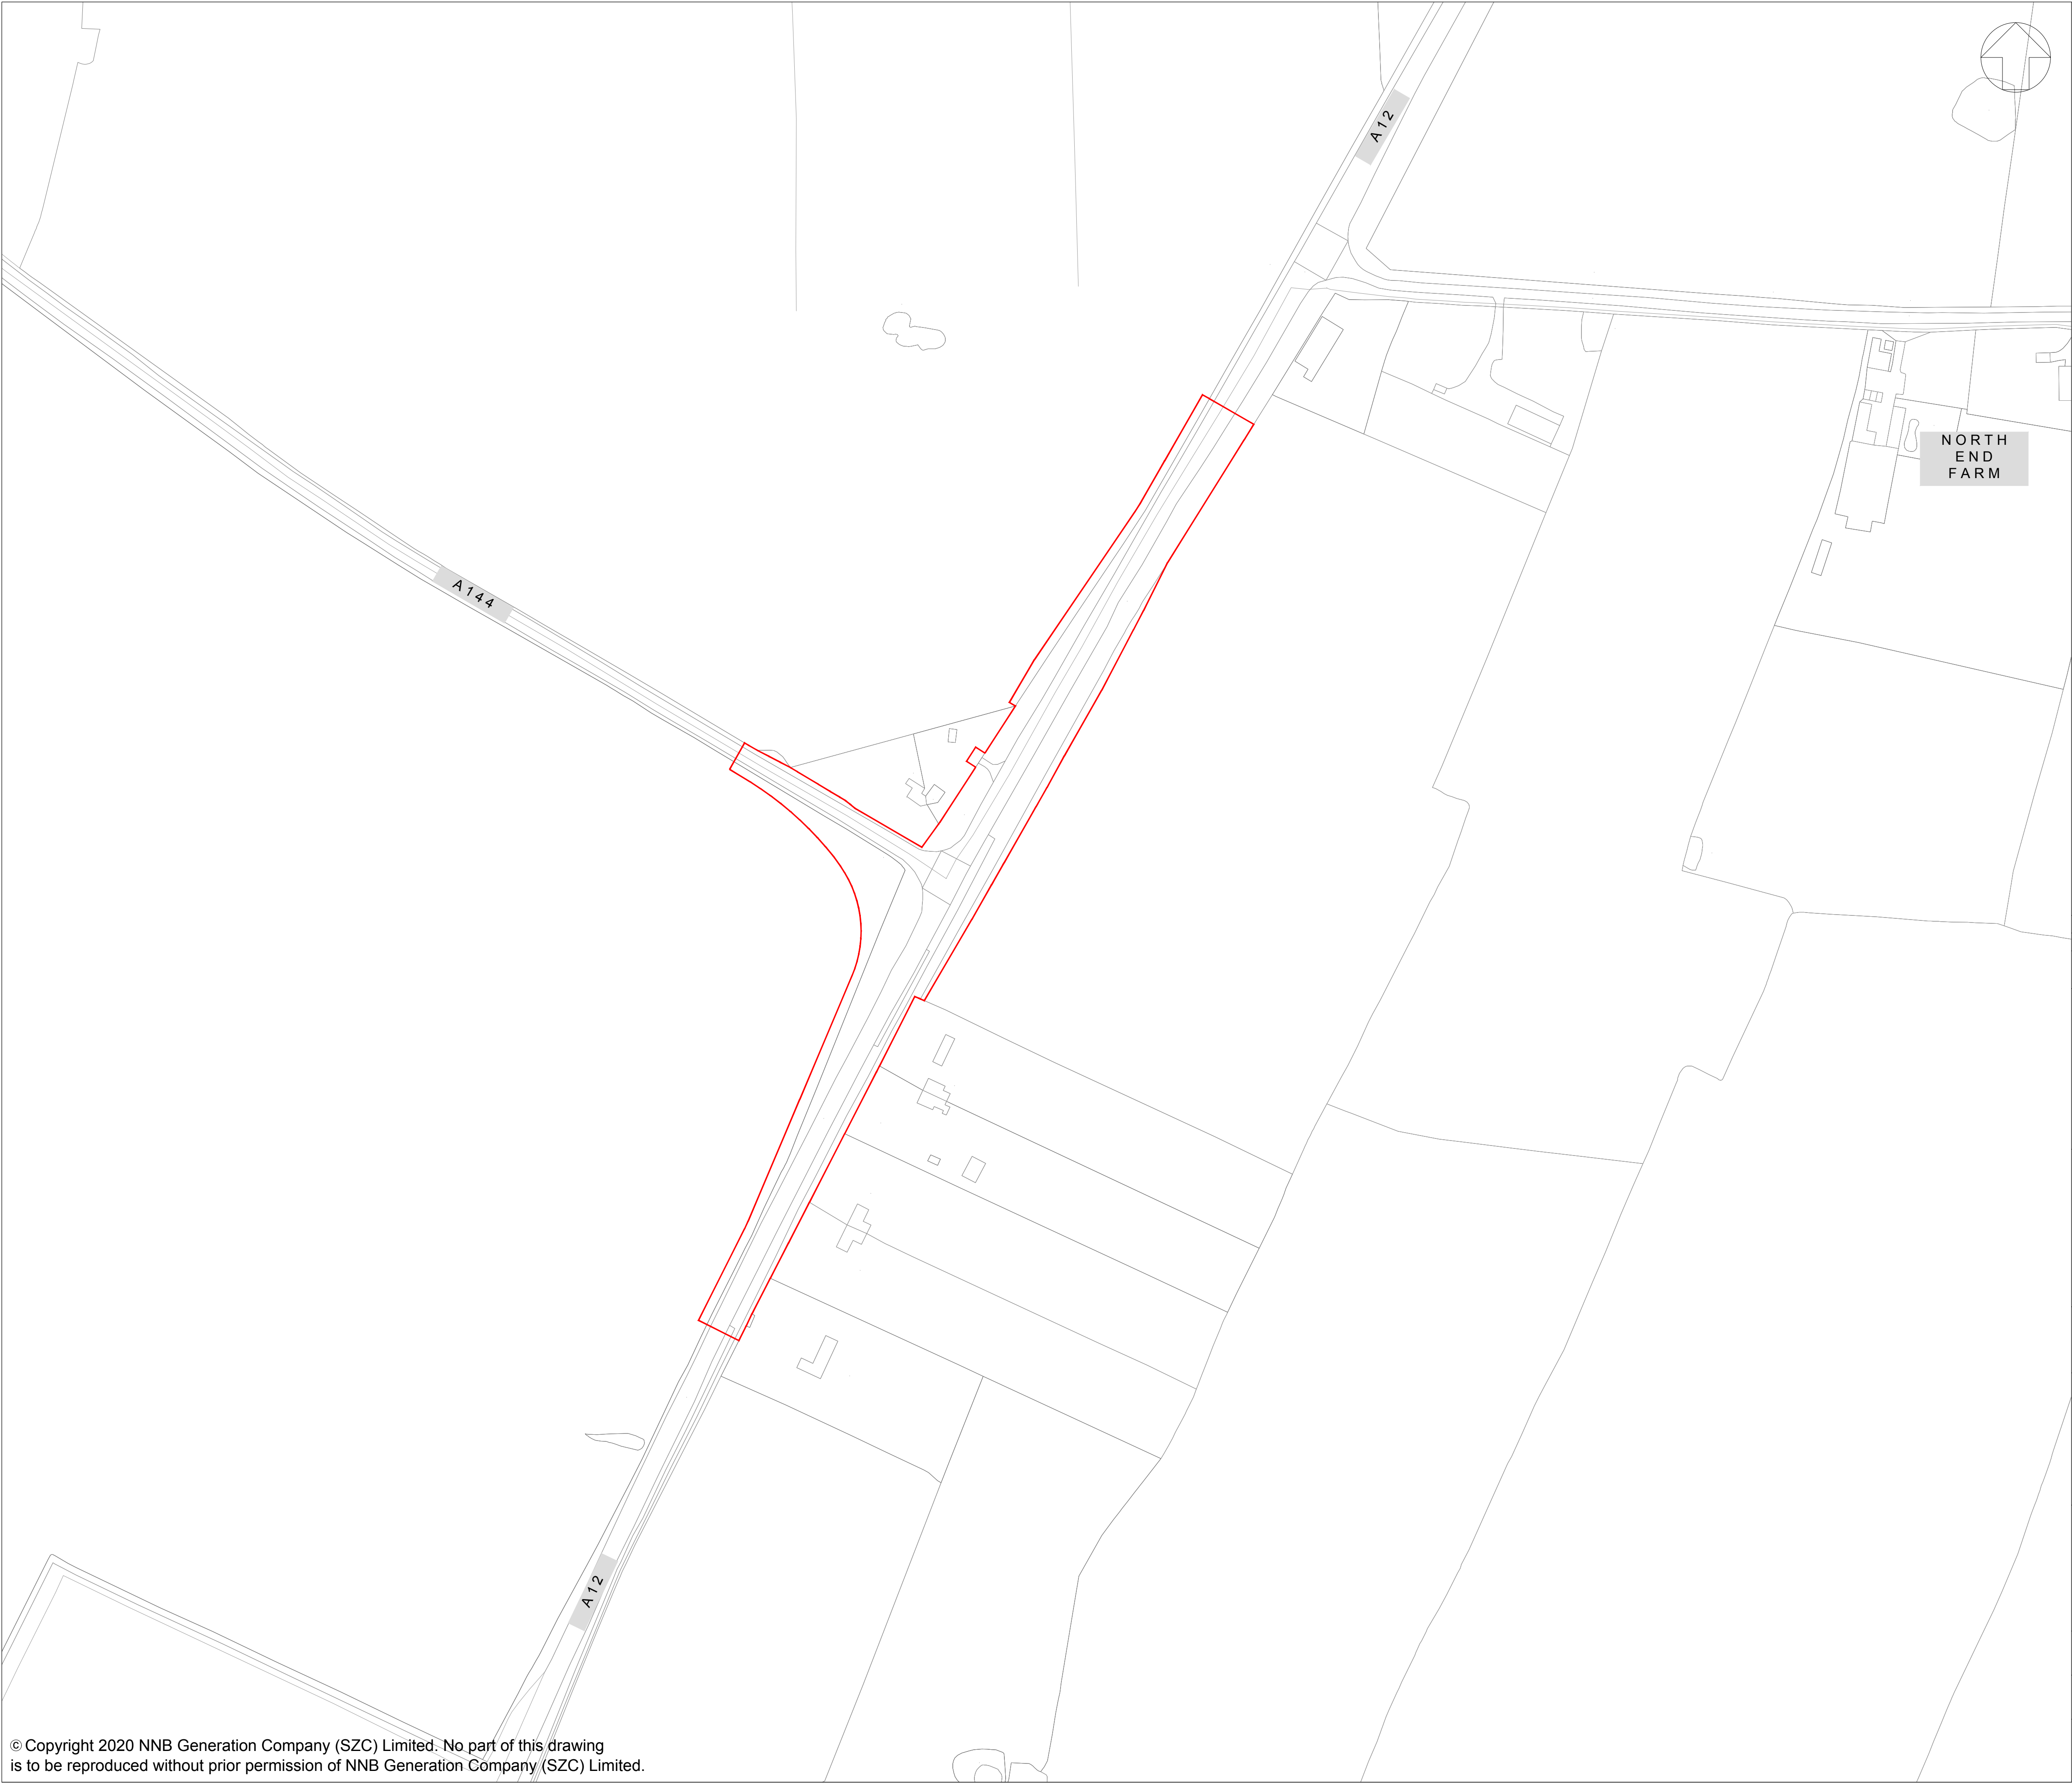 A12
A144
NORTH
END
FARM
A12
© Copyright 2020 NNB Generation Company (SZC) Limited. No part of this drawing
is to be reproduced without prior permission of NNB Generation Company (SZC) Limited.